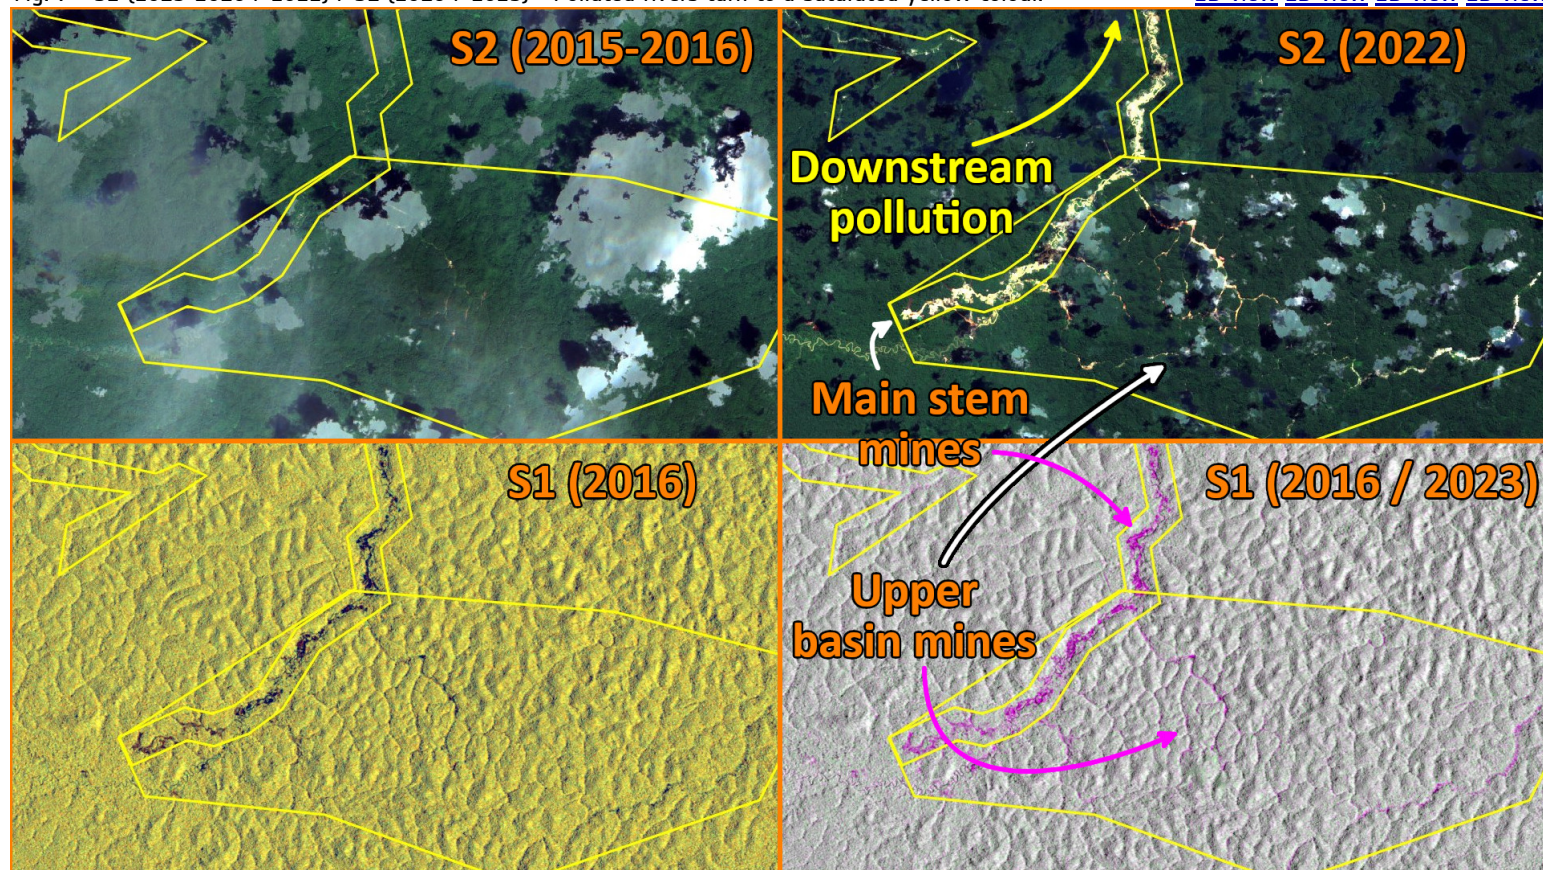 S2 (2015-2016)
S2 (2022)
Downstream
pollution
Main stem
mines
S1 (2016)
S1 (2016 / 2023)
Upper
basin mines